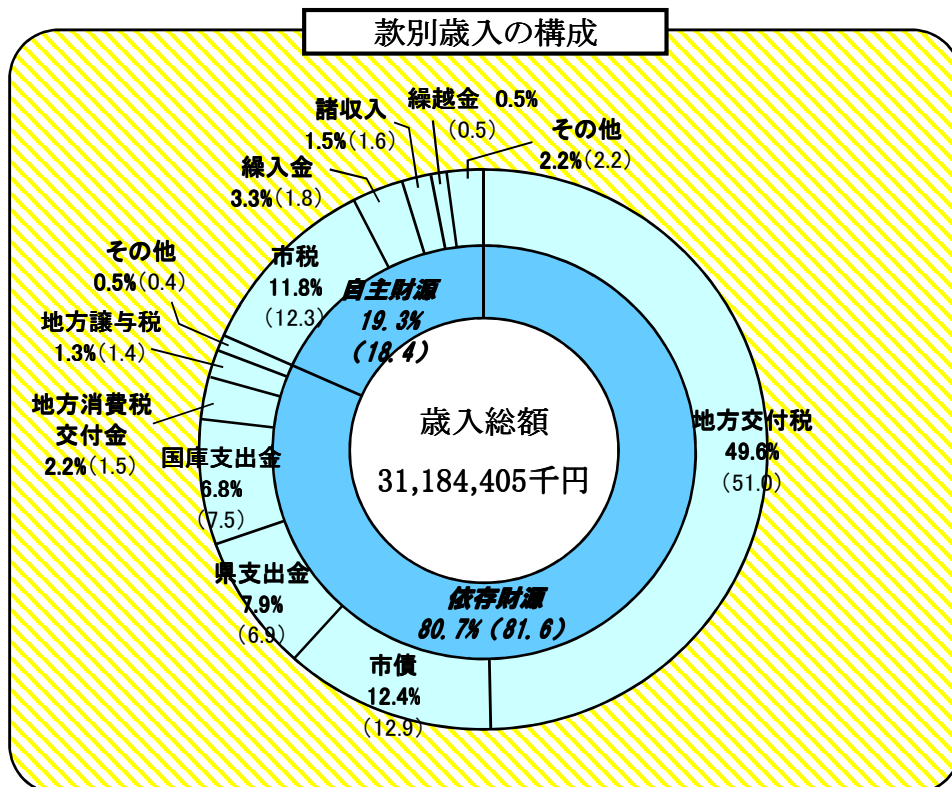 款別歳入の構成
繰越金 0.5%
(0.5)
諸収入
1.5%(1.6)
その他
2.2%(2.2)
繰入金
3.3%(1.8)
市税
11.8%
(12.3)
自主財源
19.3%
(18.4)
その他
0.5%(0.4)
地方譲与税
1.3%(1.4)
地方消費税
交付金
2.2%(1.5)
国庫支出金
6.8%
(7.5)
県支出金
7.9%
(6.9)
市債
12.4%
(12.9)
依存財源
80.7%(81.6)
地方交付税
49.6%
(51.0)
歳入総額
31,184,405千円